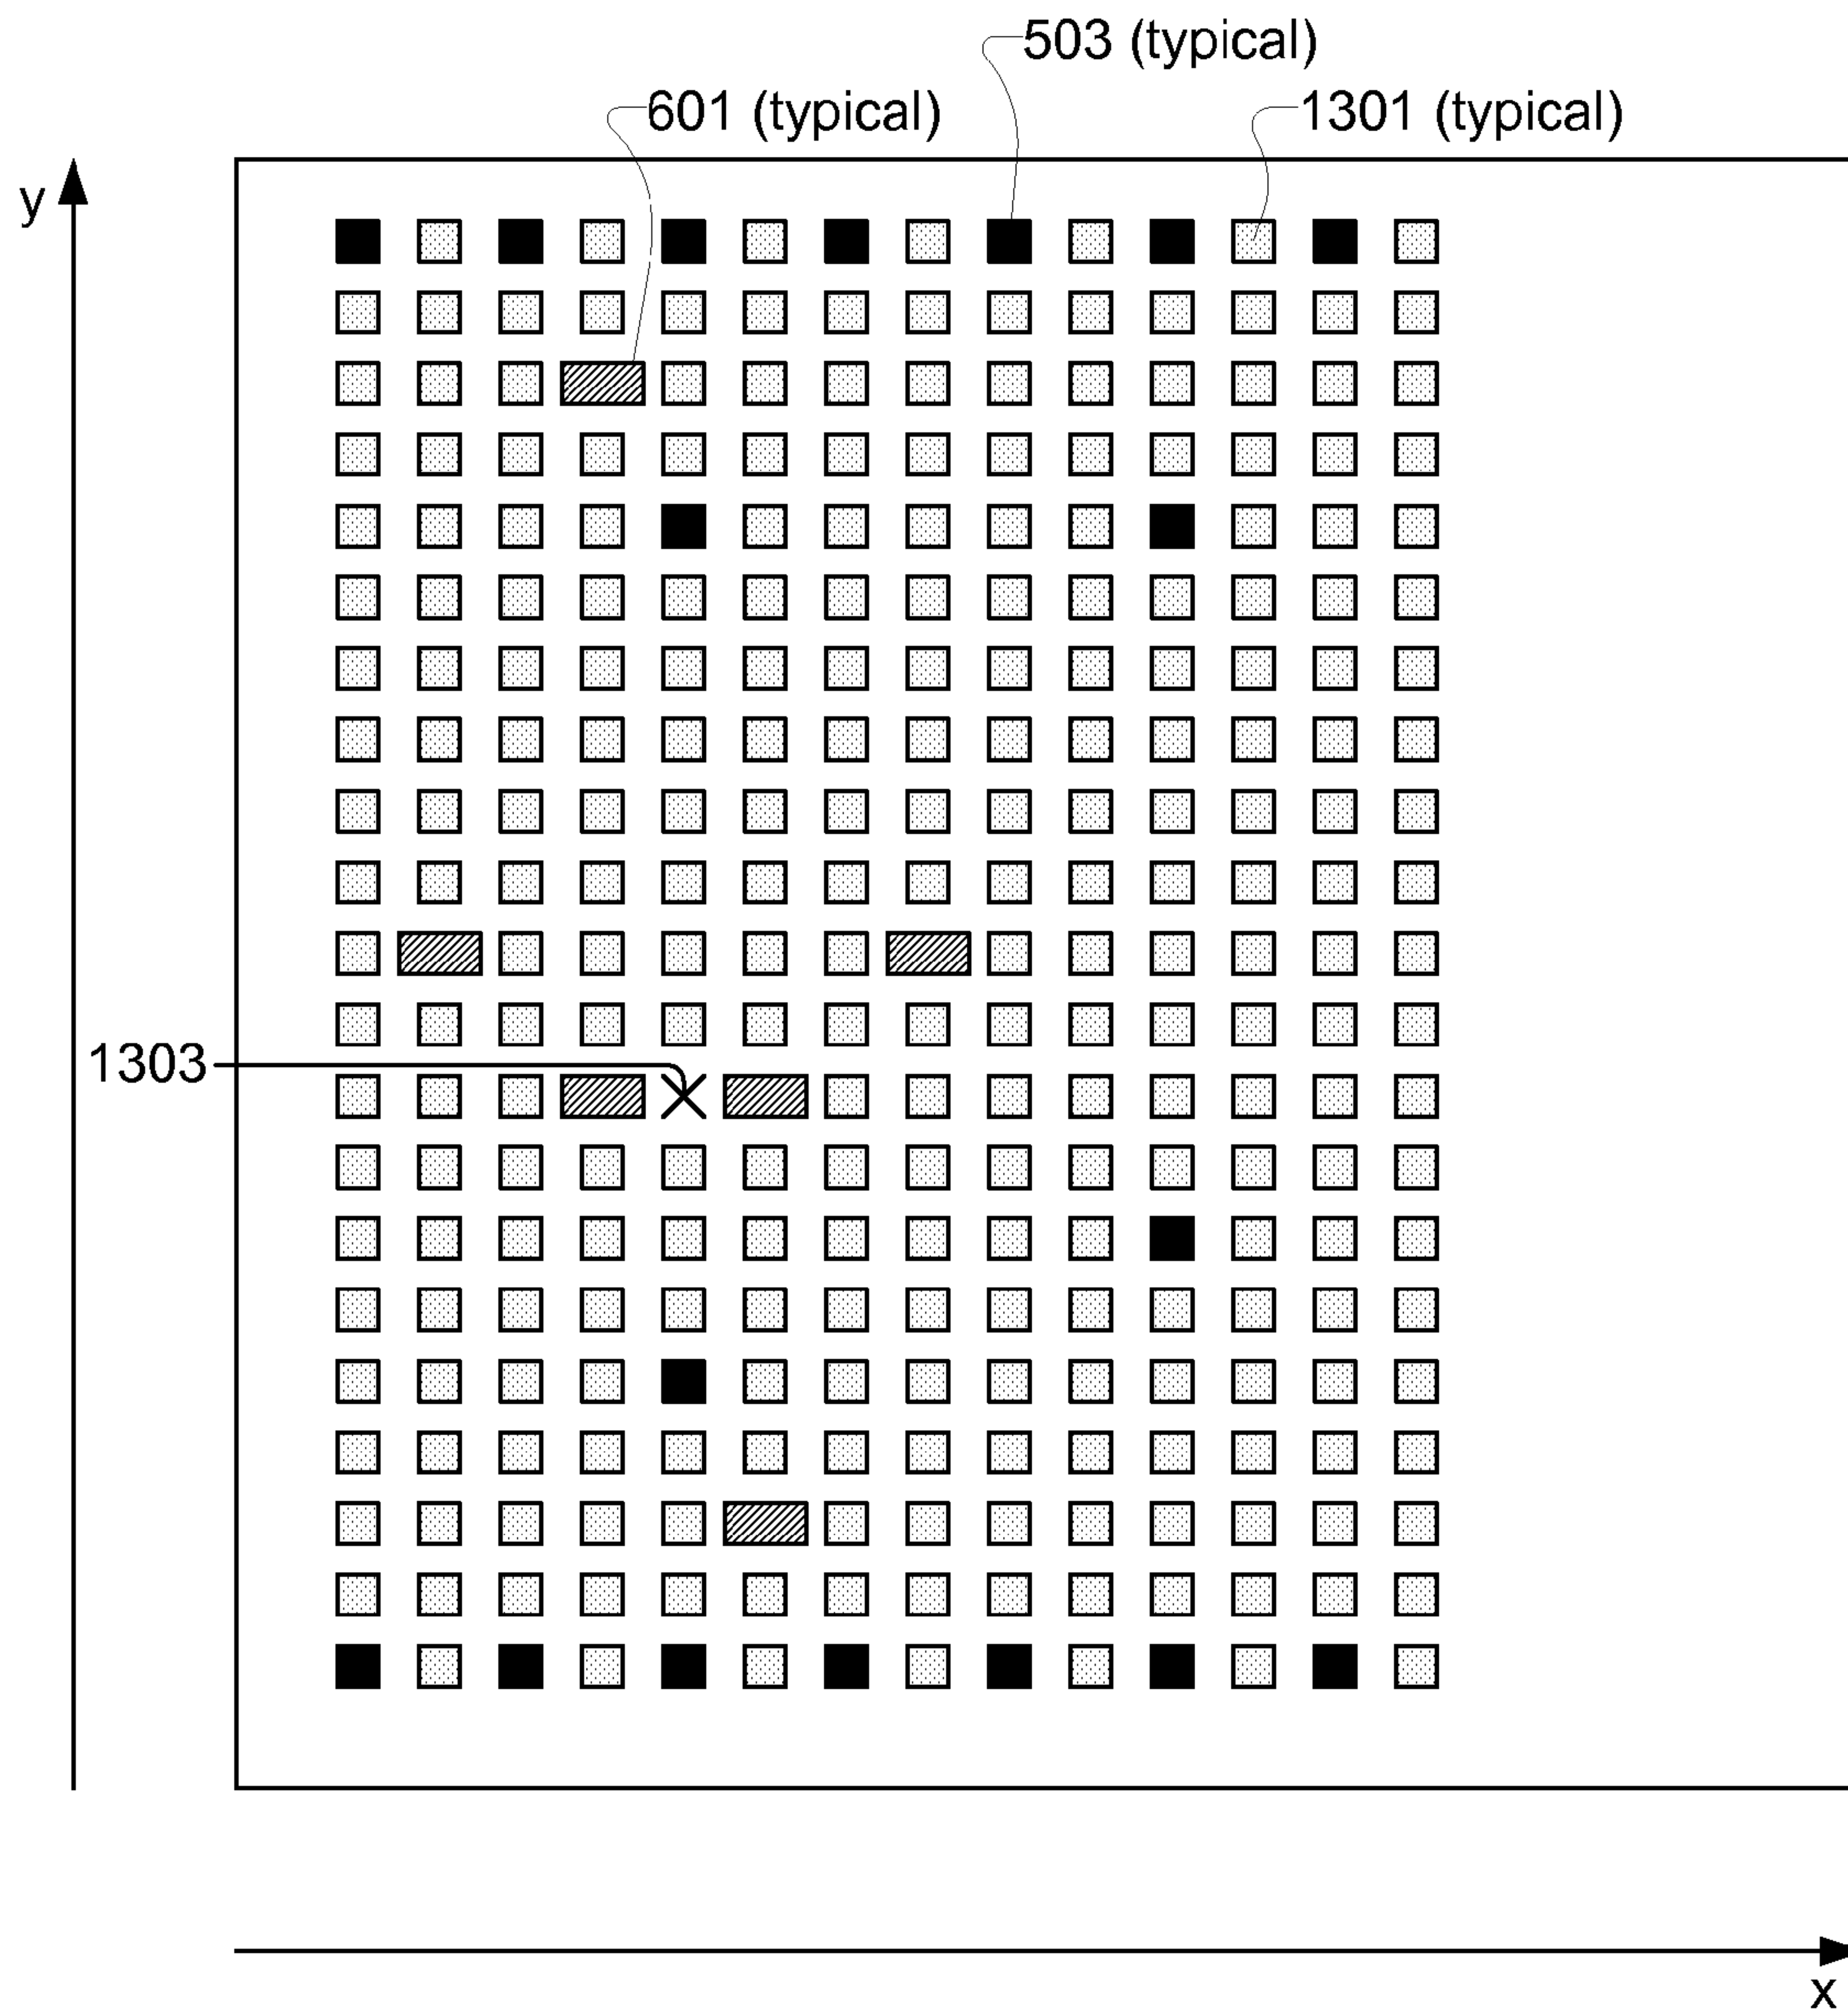 503 (typical)
601 (typical)
1301 (typical)
y
1303
x